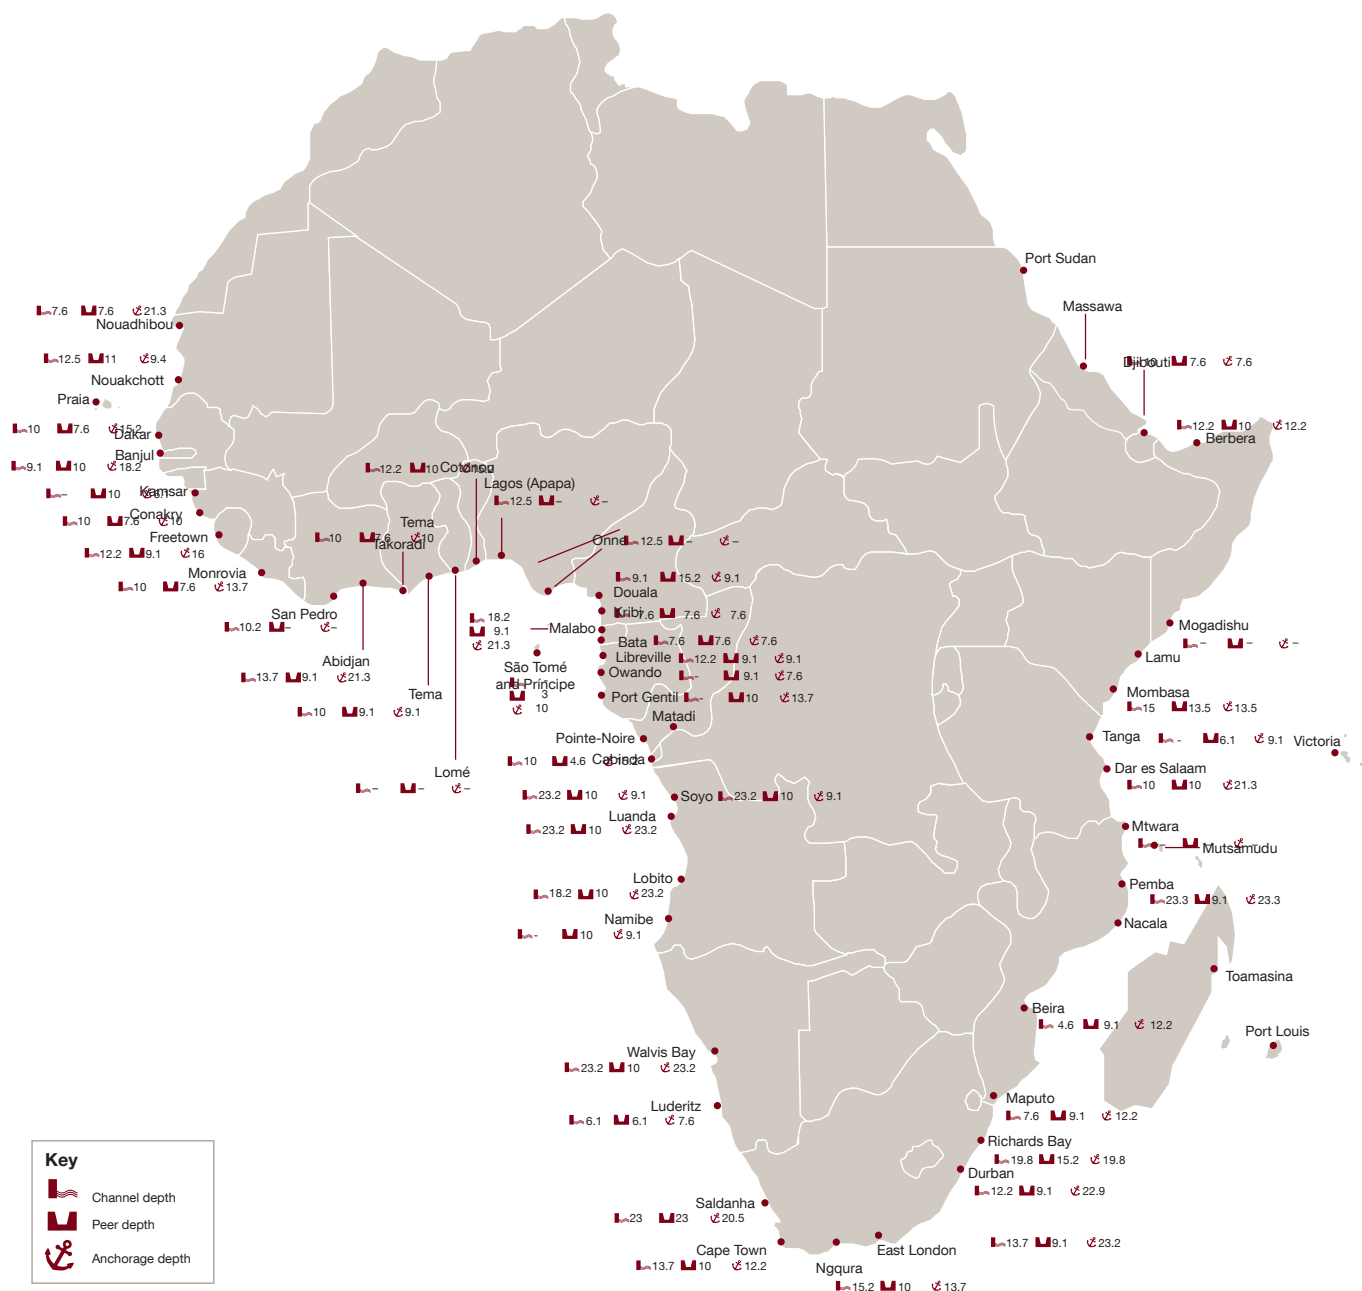 Port Sudan
Massawa
7.6 7.6 21.3
Nouadhibou
12.5 11 9.4
Djibouti
10 7.6 7.6
Nouakchott
Praia
10 7.6 15.2
Dakar
12.2 10 12.2
Berbera
Banjul
9.1 10 18.2
12.2 10 15.2
Cotonou
Lagos (Apapa)
12.5 – –
Kamsar
– 10 6.1
Conakry
10 7.6 10
Tema
Freetown
10 7.6 10
Takoradi
Onne
12.5 – –
12.2 9.1 16
Monrovia
9.1 15.2 9.1
10 7.6 13.7
Douala
San Pedro
Kribi
7.6 7.6 7.6
10.2 – –
18.2
9.1
21.3
Malabo
Mogadishu
– – –
Bata
7.6 7.6 7.6
Lamu
Abidjan
Libreville
12.2 9.1 9.1
13.7 9.1 21.3
São Tomé
and Príncipe
-
3
10
Owando
- 9.1 7.6
Tema
Port Gentil
- 10 13.7
Mombasa
15 13.5 13.5
10 9.1 9.1
Matadi
Pointe-Noire
Tanga
- 6.1 9.1
Victoria
Cabinda
10 4.6 15.2
Lomé
– – –
Dar es Salaam
10 10 21.3
23.2 10 9.1
Soyo
23.2 10 9.1
Luanda
23.2 10 23.2
Mtwara
– – –
Mutsamudu
Lobito
18.2 10 23.2
Pemba
23.3 9.1 23.3
Namibe
- 10 9.1
Nacala
Toamasina
Beira
4.6 9.1 12.2
Port Louis
Walvis Bay
23.2 10 23.2
Luderitz
6.1 6.1 7.6
Maputo
7.6 9.1 12.2
Richards Bay
19.8 15.2 19.8
Durban
12.2 9.1 22.9
Saldanha
23 23 20.5
Cape Town
13.7 10 12.2
East London
13.7 9.1 23.2
Ngqura
15.2 10 13.7
Key
Channel depth
Peer depth
Anchorage depth